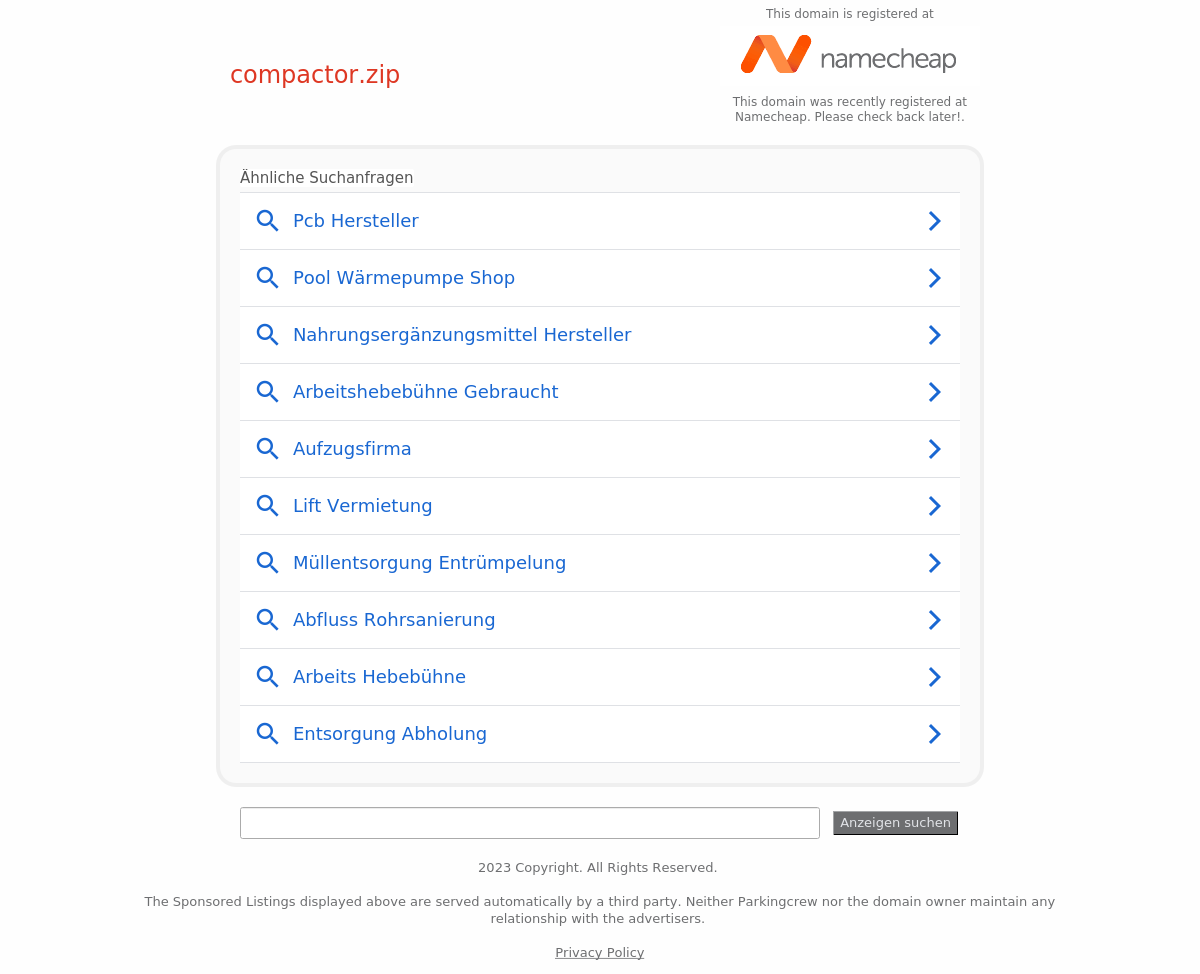 This domain is registered at
compactor.zip
namecheap
This domain was recently registered at
Namecheap. Please check back later!.
Ähnliche Suchanfragen
Pcb Hersteller
Pool Wärmepumpe Shop
Nahrungsergänzungsmittel Hersteller
Arbeitshebebühne Gebraucht
Aufzugsfirma
Lift Vermietung
Müllentsorgung Entrümpelung
Abfluss Rohrsanierung
Arbeits Hebebühne
Entsorgung Abholung
Anzeigen suchen
2023 Copyright. All Rights Reserved.
The Sponsored Listings displayed above are served automatically by a third party. Neither Parkingcrew nor the domain owner maintain any
relationship with the advertisers.
Privacy Policy